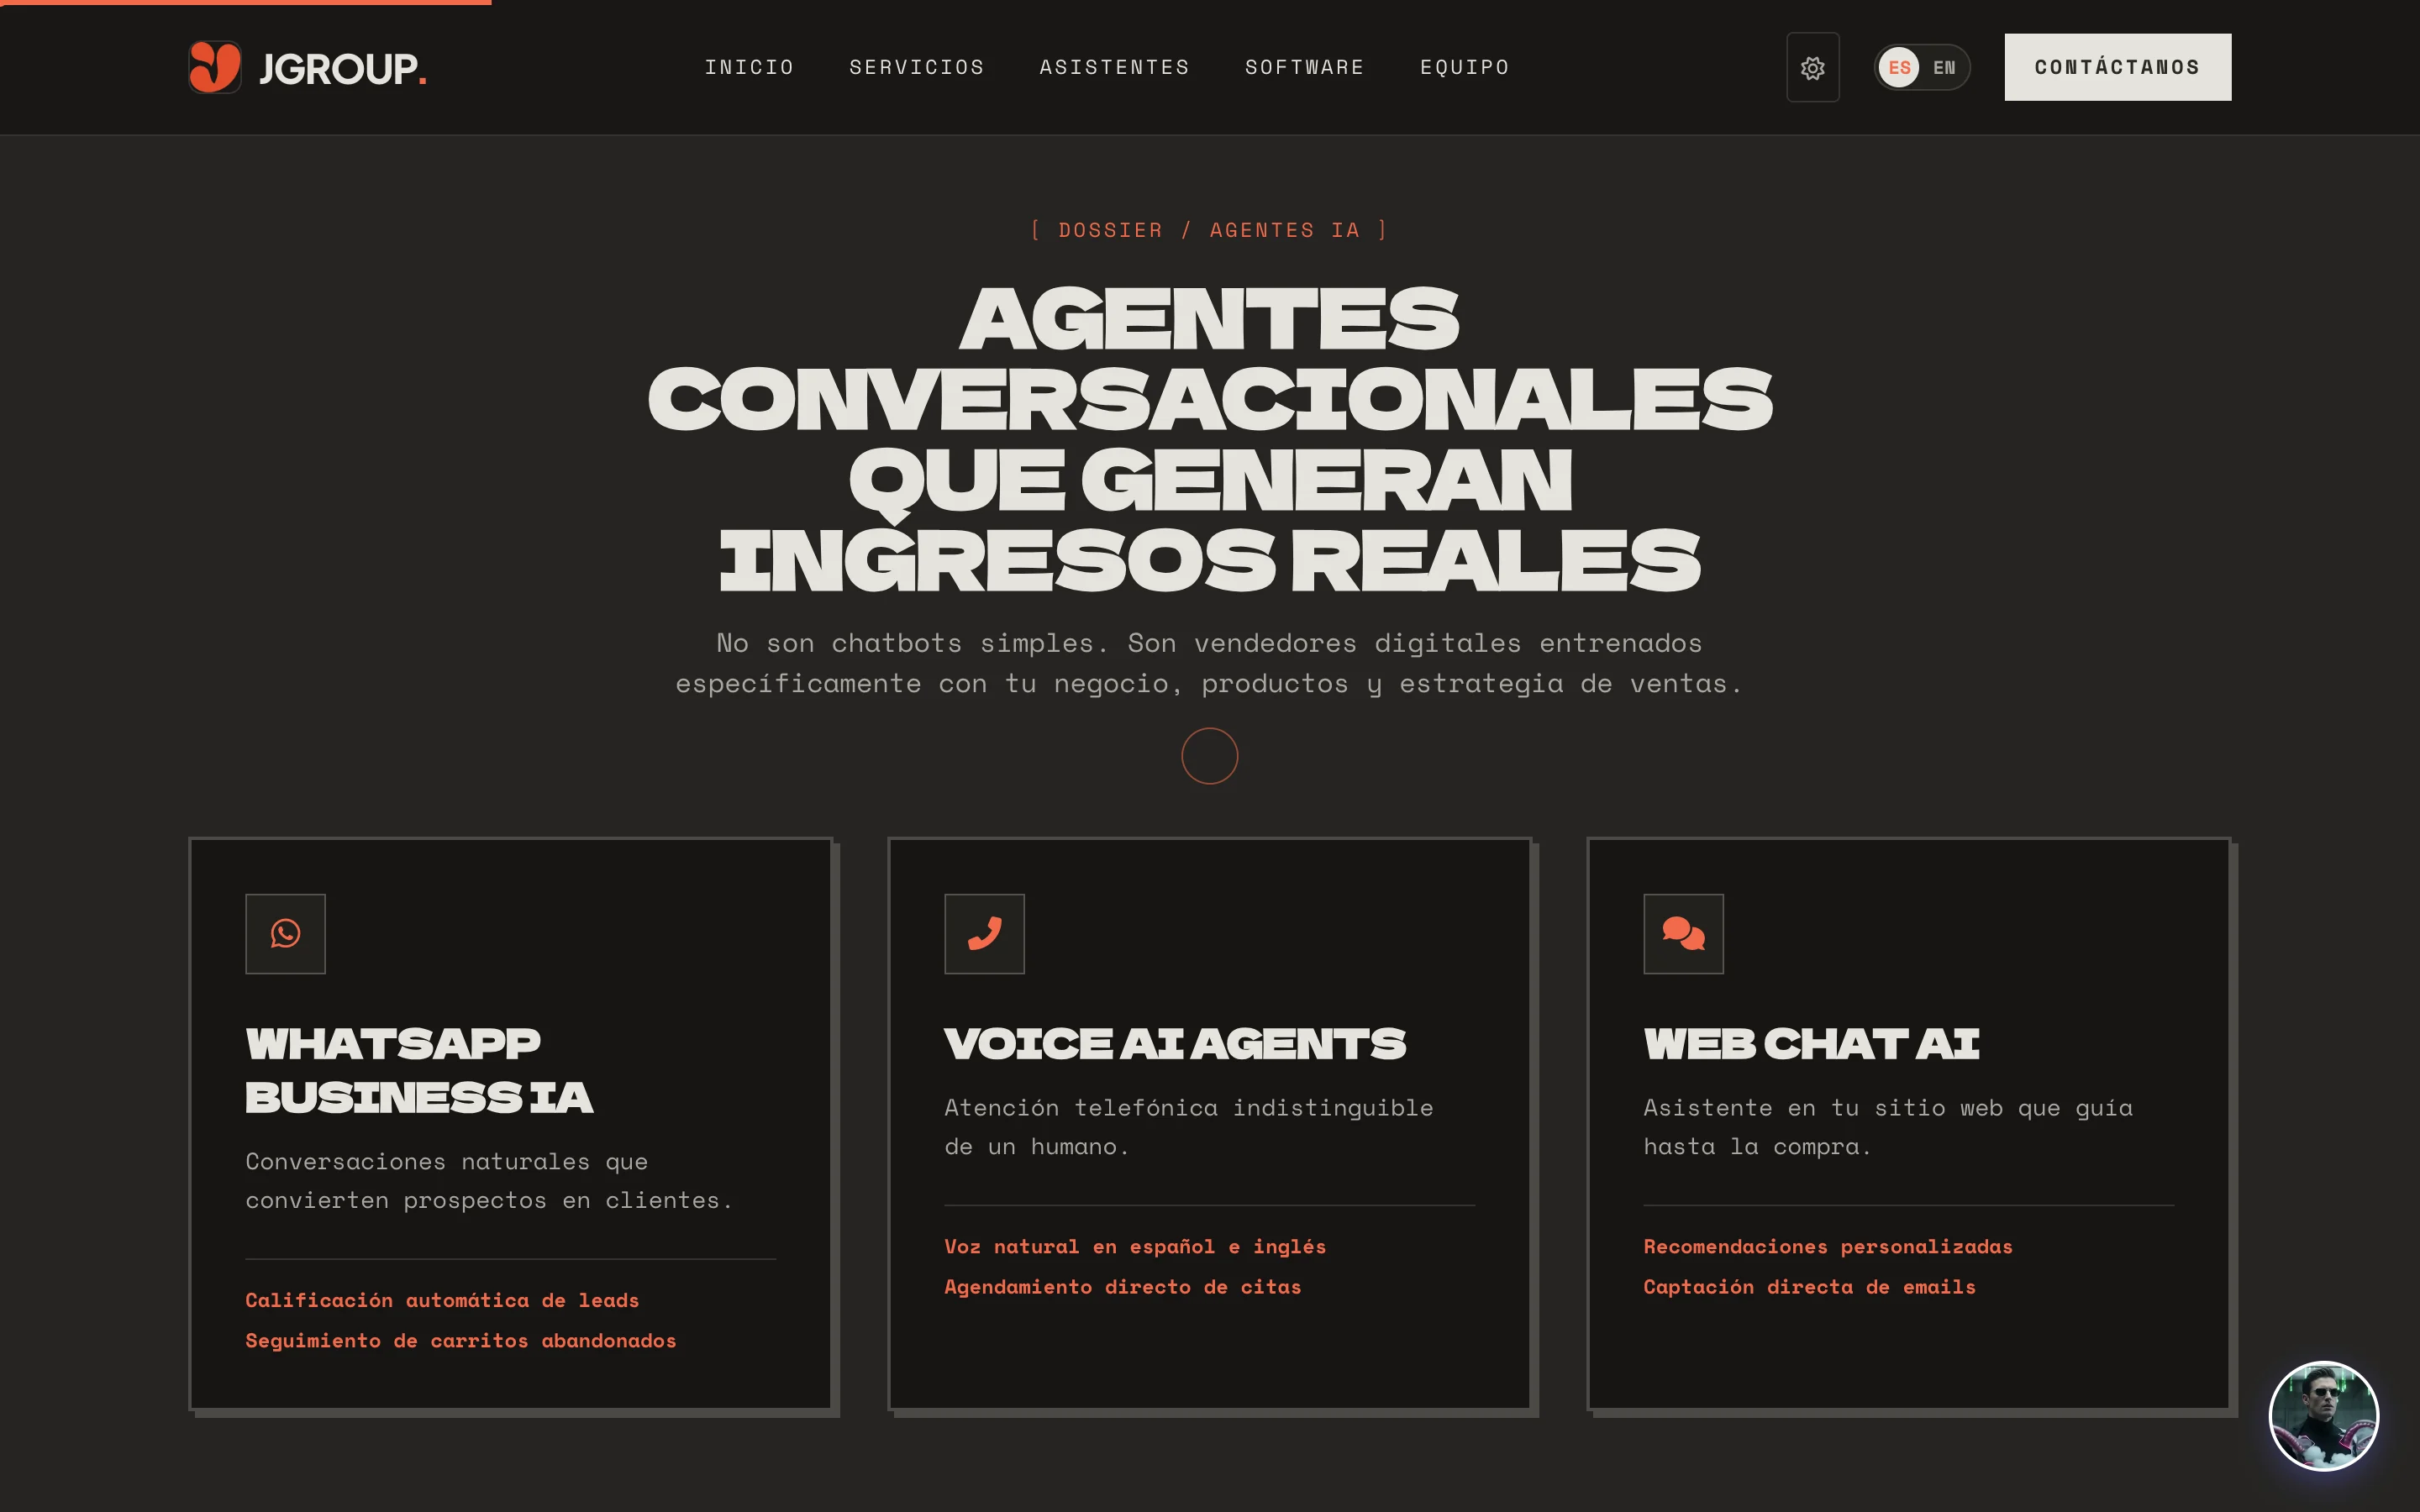 JGROUP.
INICIO
SERVICIOS
ASISTENTES
SOFTWARE
EQUIPO
ES
EN
CONTÁCTANOS
[ DOSSIER / AGENTES IA ]
AGENTES
CONVERSACIONALES
QUE GENERAN
INGRESOS REALES
No son chatbots simples. Son vendedores digitales entrenados
específicamente con tu negocio, productos y estrategia de ventas.
WHATSAPP
BUSINESS IA
Conversaciones naturales que
convierten prospectos en clientes.
Calificación automática de leads
Seguimiento de carritos abandonados
VOICE AI AGENTS
Atención telefónica indistinguible
de un humano.
Voz natural en español e inglés
Agendamiento directo de citas
WEB CHAT AI
Asistente en tu sitio web que guía
hasta la compra.
Recomendaciones personalizadas
Captación directa de emails